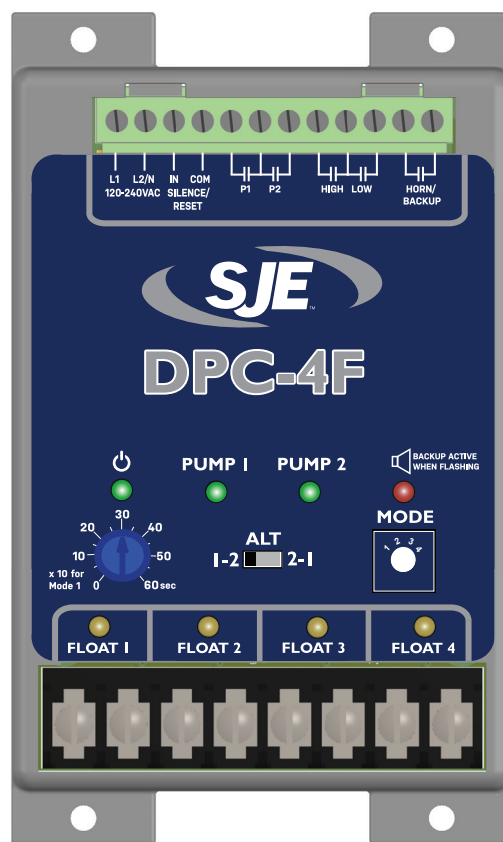 L1 L2/N IN COM P1 P2 HIGH LOW HORN/
120-240VAC SILENCE/ BACKUP
RESET
SJE™
DPC-4F
PUMP 1 PUMP 2 BACKUP ACTIVE
WHEN FLASHING
MODE
1 2 3 4
ALT
1-2 2-1
30
20 40
10 50
x 10 for 0 60 sec
Mode 1
FLOAT 1 FLOAT 2 FLOAT 3 FLOAT 4